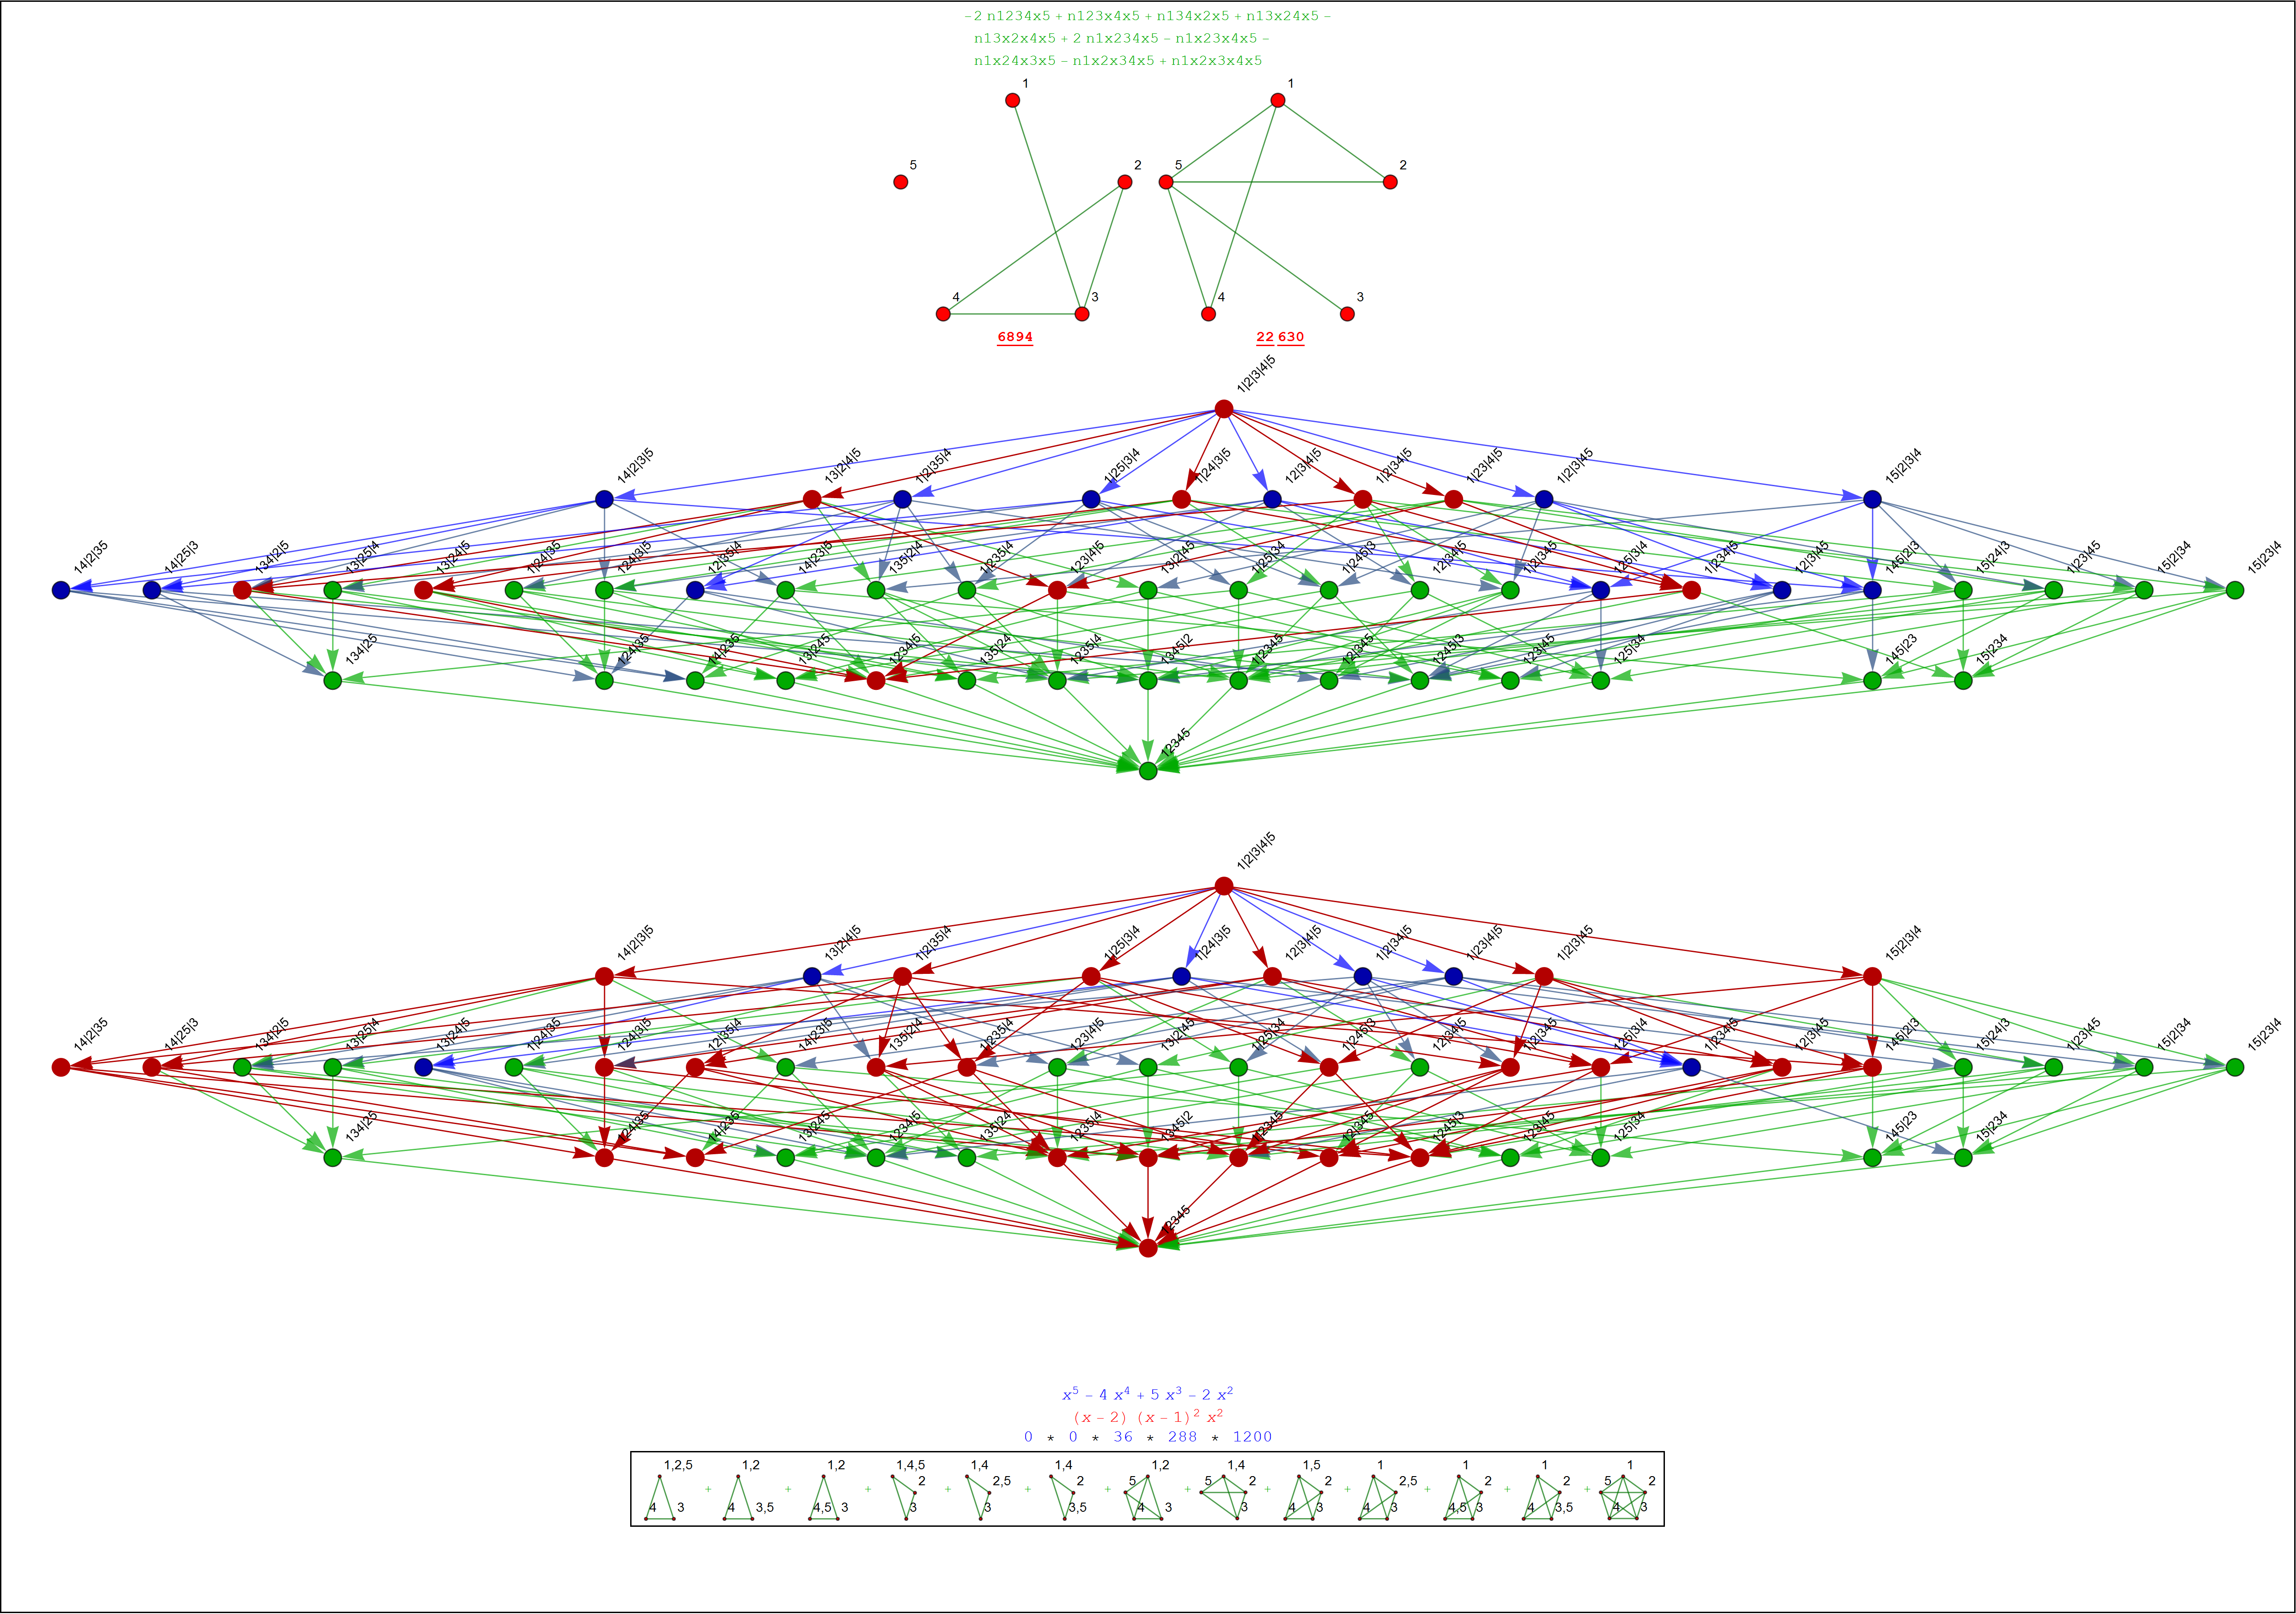 −2 n1234x5 + n123x4x5 + n134x2x5 + n13x24x5 −
n13x2x4x5 + 2 n1x234x5 − n1x23x4x5 −
n1x24x3x5 − n1x2x34x5 + n1x2x3x4x5
1 1
5 2 5 2
4 3 4 3
6894 22 630
1|2|3|4|5
14|2|3|5 13|2|4|5 1|2|35|4 1|25|3|4 1|24|3|5 12|3|4|5 1|2|34|5 1|23|4|5 1|2|3|45 15|2|3|4
14|2|35 14|25|3 134|2|5 13|25|4 13|24|5 1|24|35 124|3|5 12|35|4 14|23|5 135|2|4 1|235|4 123|4|5 13|2|45 1|25|34 1|245|3 12|34|5 1|2|345 125|3|4 1|234|5 12|3|45 145|2|3 15|24|3 1|23|45 15|2|34 15|23|4
134|25 124|35 14|235 13|245 1234|5 135|24 1235|4 1345|2 1|2345 12|345 1245|3 123|45 125|34 145|23 15|234
12345
1|2|3|4|5
14|2|3|5 13|2|4|5 1|2|35|4 1|25|3|4 1|24|3|5 12|3|4|5 1|2|34|5 1|23|4|5 1|2|3|45 15|2|3|4
14|2|35 14|25|3 134|2|5 13|25|4 13|24|5 1|24|35 124|3|5 12|35|4 14|23|5 135|2|4 1|235|4 123|4|5 13|2|45 1|25|34 1|245|3 12|34|5 1|2|345 125|3|4 1|234|5 12|3|45 145|2|3 15|24|3 1|23|45 15|2|34 15|23|4
134|25 124|35 14|235 13|245 1234|5 135|24 1235|4 1345|2 1|2345 12|345 1245|3 123|45 125|34 145|23 15|234
12345
x⁵ − 4 x⁴ + 5 x³ − 2 x²
(x − 2) (x − 1)² x²
0 * 0 * 36 * 288 * 1200
1,2,5 1,2 1,2 1,4,5 1,4 1,4 1,2 1,4 1,5 1 1 1 1
2 2,5 2 5 5 2 2 2,5 2 2 5 2
+ + + + + + + + + + + +
4 3 4 3,5 4,5 3 3 3 3,5 4 3 3 4 3 4 3 4,5 3 4 3,5 4 3